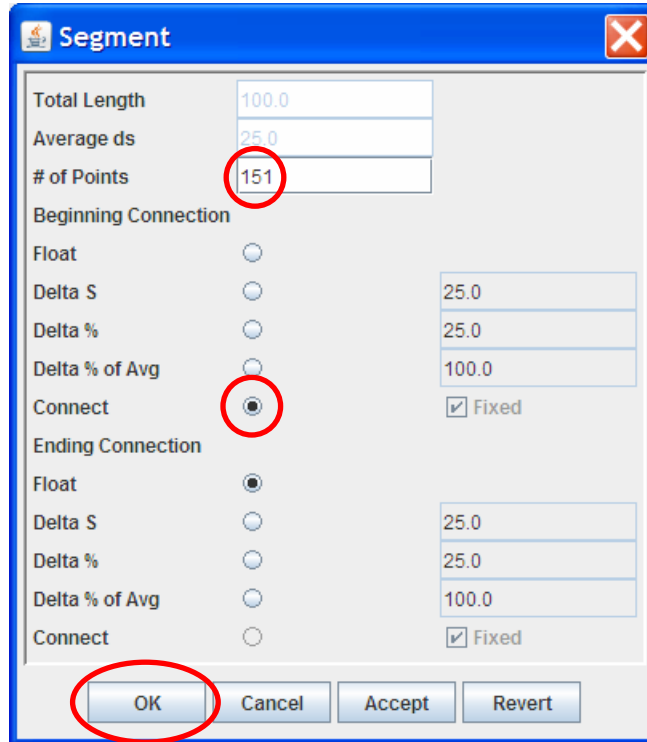 Segment
Total Length 100.0
Average ds 25.0
# of Points 151
Beginning Connection
Float
Delta S 25.0
Delta % 25.0
Delta % of Avg 100.0
Connect Fixed
Ending Connection
Float
Delta S 25.0
Delta % 25.0
Delta % of Avg 100.0
Connect Fixed
OK Cancel Accept Revert